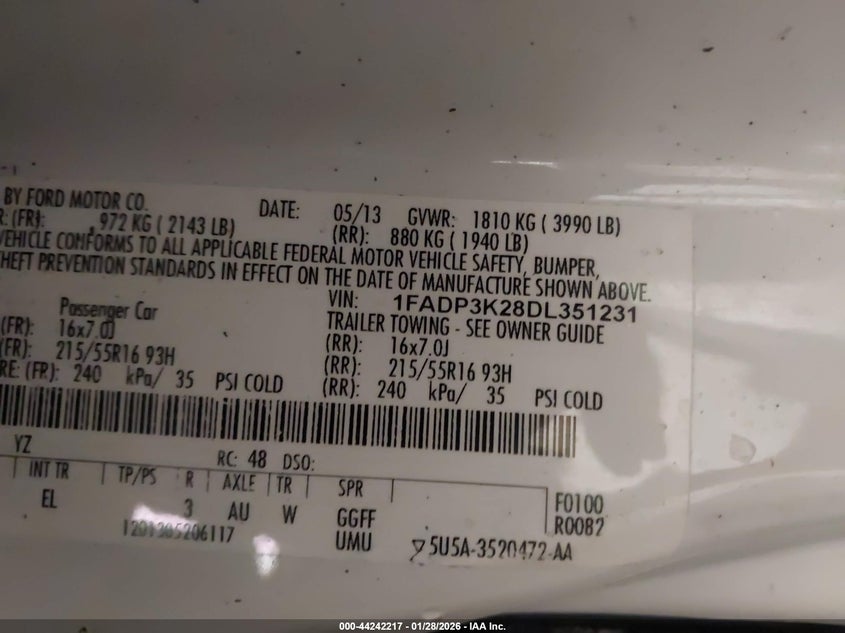 BY FORD MOTOR CO. DATE: 05/13 GVWR: 1810 KG ( 3990 LB)
(FR): 972 KG ( 2143 LB) (RR): 880 KG ( 1940 LB)
VEHICLE CONFORMS TO ALL APPLICABLE FEDERAL MOTOR VEHICLE SAFETY, BUMPER,
HEFT PREVENTION STANDARDS IN EFFECT ON THE DATE OF MANUFACTURE SHOWN ABOVE.
VIN: 1FADP3K28DL351231
Passenger Car TRAILER TOWING - SEE OWNER GUIDE
(FR): 16x7.0J (RR): 16x7.0J
(FR): 215/55R16 93H (RR): 215/55R16 93H
RE: (FR): 240 kPa/ 35 PSI COLD (RR): 240 kPa/ 35 PSI COLD
YZ RC: 48 DSO:
INT TR TP/PS R AXLE TR SPR
EL 3 AU W GGFF F0100
UMU R0082
1201305206117 5U5A-3520472-AA
000-44242217 - 01/28/2026 - IAA Inc.